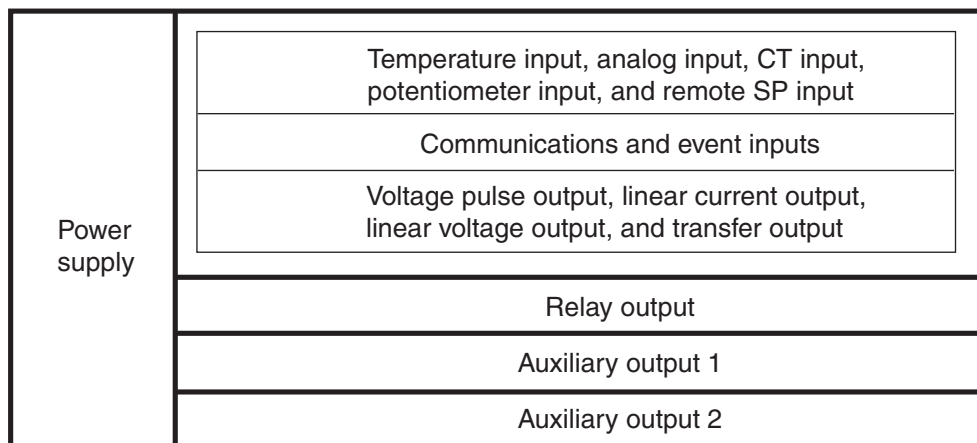 Power
supply
Temperature input, analog input, CT input,
potentiometer input, and remote SP input
Communications and event inputs
Voltage pulse output, linear current output,
linear voltage output, and transfer output
Relay output
Auxiliary output 1
Auxiliary output 2